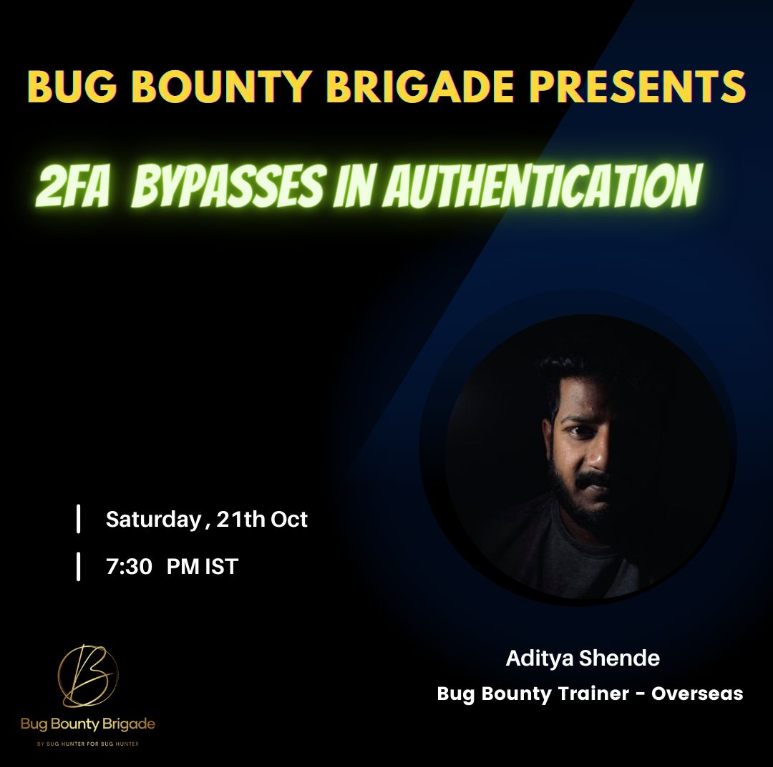 BUG BOUNTY BRIGADE PRESENTS
2FA BYPASSES IN AUTHENTICATION
Saturday , 21th Oct
7:30 PM IST
Aditya Shende
Bug Bounty Trainer - Overseas
B
Bug Bounty Brigade
BY BUG HUNTER FOR BUG HUNTER